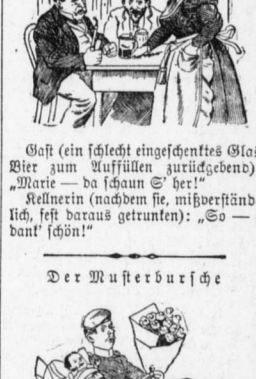 Gast (ein schlecht eingeschenktes Glas
Bier zum Auffüllen zurückgebend)
„Marie — da schaun S' her!"
Kellnerin (nachdem sie, mißverständ
lich, fest daraus getrunken): „So —
dank' schön!"
Der Musterbursche